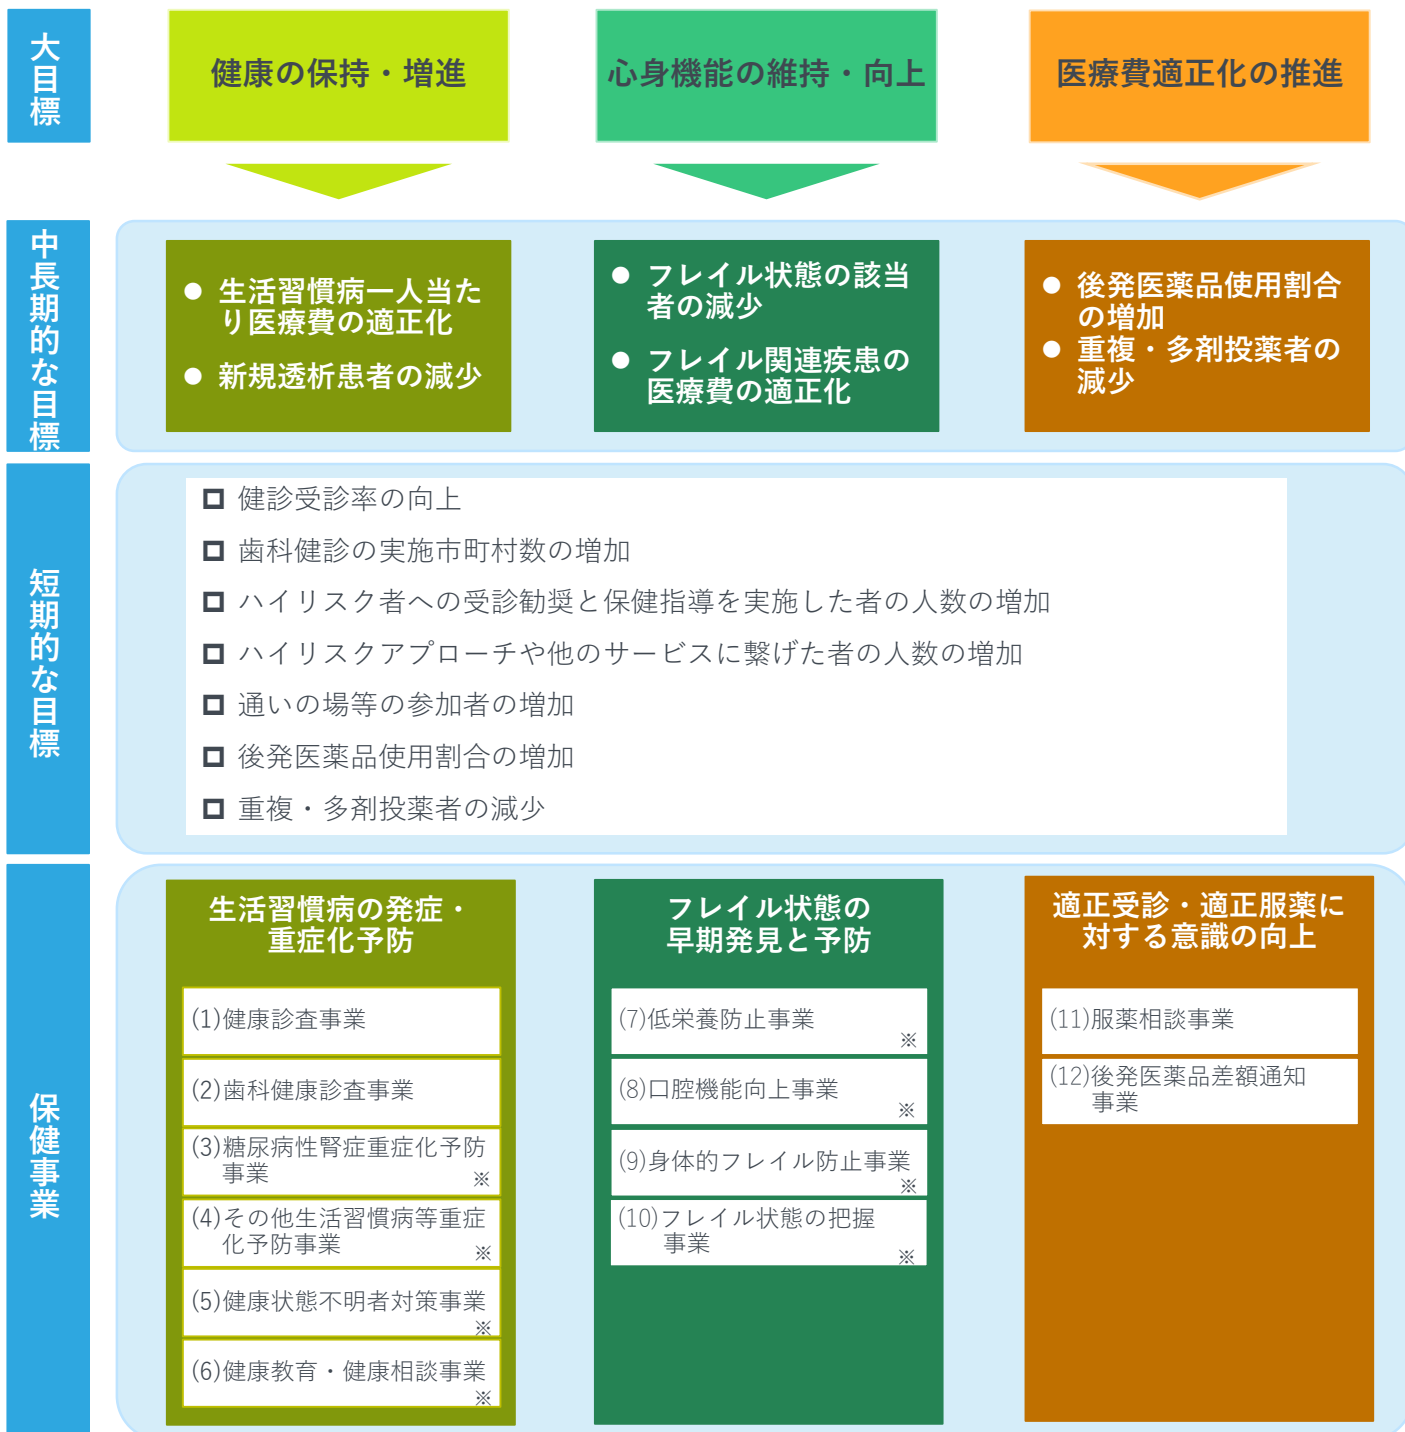 大目標
健康の保持・増進
心身機能の維持・向上
医療費適正化の推進
中長期的な目標
● 生活習慣病一人当た
り医療費の適正化
● 新規透析患者の減少
● フレイル状態の該当
者の減少
● フレイル関連疾患の
医療費の適正化
● 後発医薬品使用割合
の増加
● 重複・多剤投薬者の
減少
短期的な目標
健診受診率の向上
歯科健診の実施市町村数の増加
ハイリスク者への受診勧奨と保健指導を実施した者の人数の増加
ハイリスクアプローチや他のサービスに繋げた者の人数の増加
通いの場等の参加者の増加
後発医薬品使用割合の増加
重複・多剤投薬者の減少
保健事業
生活習慣病の発症・
重症化予防
(1)健康診査事業
(2)歯科健康診査事業
(3)糖尿病性腎症重症化予防
事業 ※
(4)その他生活習慣病等重症
化予防事業 ※
(5)健康状態不明者対策事業
※
(6)健康教育・健康相談事業
※
フレイル状態の
早期発見と予防
(7)低栄養防止事業
※
(8)口腔機能向上事業
※
(9)身体的フレイル防止事業
※
(10)フレイル状態の把握
事業 ※
適正受診・適正服薬に
対する意識の向上
(11)服薬相談事業
(12)後発医薬品差額通知
事業